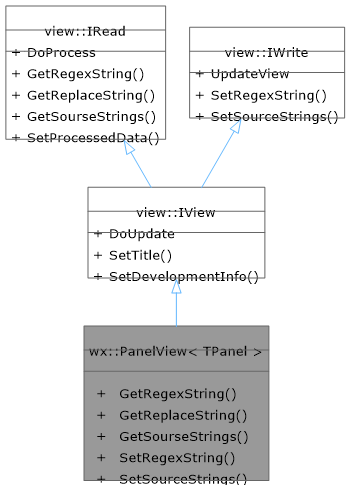 view::IRead
+ DoProcess
+ GetRegexString()
+ GetReplaceString()
+ GetSourseStrings()
+ SetProcessedData()
view::IWrite
+ UpdateView
+ SetRegexString()
+ SetSourceStrings()
view::IView
+ DoUpdate
+ SetTitle()
+ SetDevelopmentInfo()
wx::PanelView< TPanel >
+ GetRegexString()
+ GetReplaceString()
+ GetSourseStrings()
+ SetRegexString()
+ SetSourceStrings()